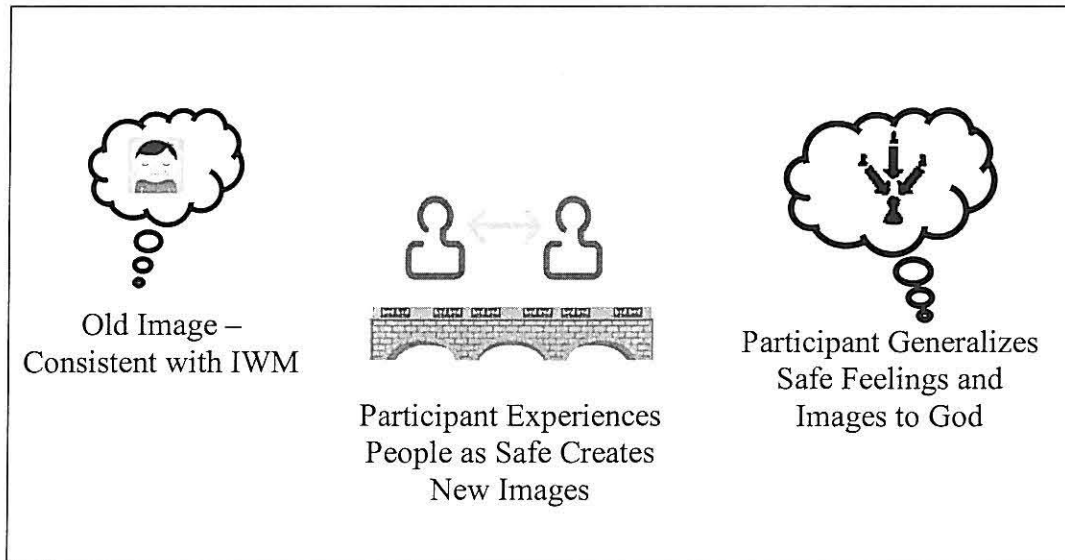 Old Image –
Consistent with IWM
Participant Experiences
People as Safe Creates
New Images
Participant Generalizes
Safe Feelings and
Images to God